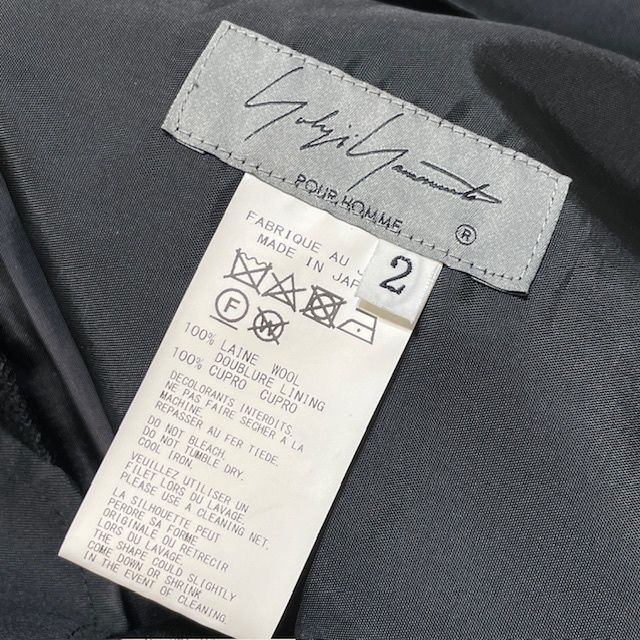 Yohji Yamamoto
POUR HOMME
®
2
FABRIQUE AU J
MADE IN JAP
F
W
100% LAINE WOOL
DOUBLURE LINING
100% CUPRO CUPRO
DECOLORANTS INTERDITS.
NE PAS FAIRE SECHER À LA
MACHINE.
REPASSER AU FER TIEDE.
DO NOT BLEACH.
DO NOT TUMBLE DRY.
COOL IRON.
VEUILLEZ UTILISER UN
FILET LORS DU LAVAGE.
PLEASE USE A CLEANING NET.
LA SILHOUETTE PEUT
PERDRE SA FORME
ORIGINALE OU RETRECIR
LORS DU LAVAGE.
THE SHAPE COULD SLIGHTLY
COME DOWN OR SHRINK
IN THE EVENT OF CLEANING.